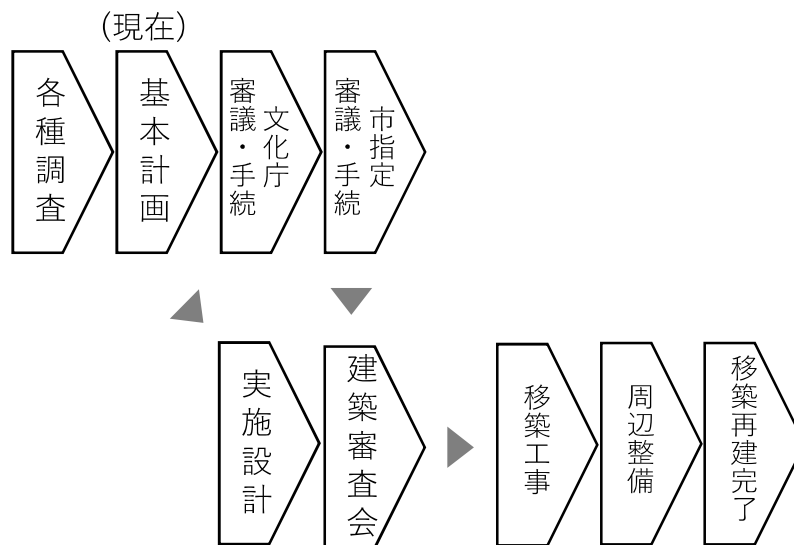 (現在)
各種調査
基本計画
文化庁
審議・手続
市指定
審議・手続
実施設計
建築審査会
移築工事
周辺整備
移築再建完了